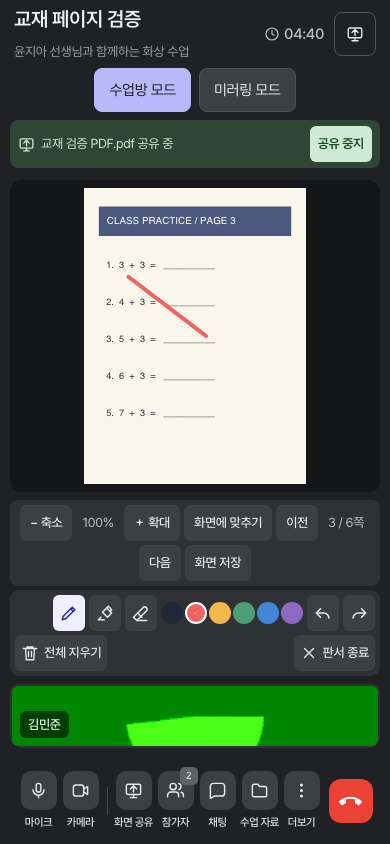 교재 페이지 검증
윤지아 선생님과 함께하는 화상 수업
04:40
수업방 모드
미러링 모드
교재 검증 PDF.pdf 공유 중
공유 중지
CLASS PRACTICE / PAGE 3
1. 3 + 3 = ________
2. 4 + 3 = ________
3. 5 + 3 = ________
4. 6 + 3 = ________
5. 7 + 3 = ________
− 축소 100% + 확대 화면에 맞추기 이전 3 / 6쪽
다음 화면 저장
전체 지우기 판서 종료
김민준
2
마이크 카메라 화면 공유 참가자 채팅 수업 자료 더보기